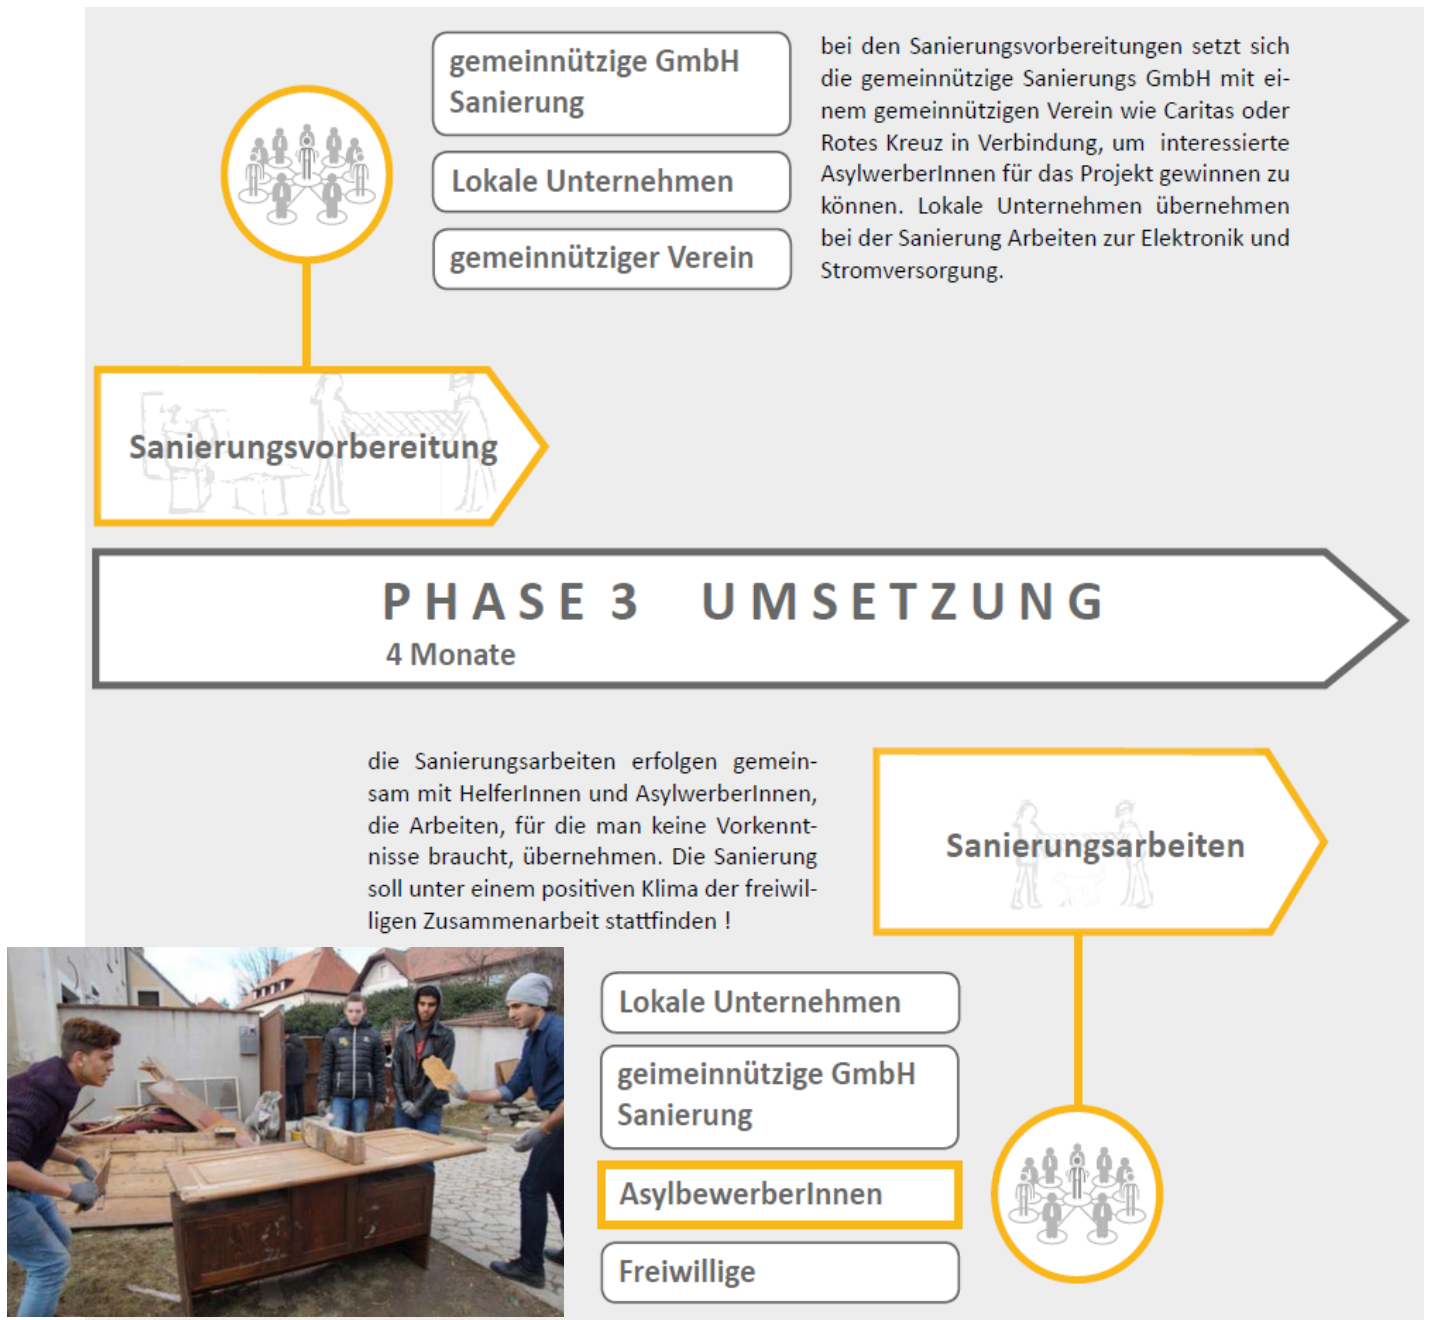 gemeinnützige GmbH
Sanierung
Lokale Unternehmen
gemeinnütziger Verein
bei den Sanierungsvorbereitungen setzt sich
die gemeinnützige Sanierungs GmbH mit ei-
nem gemeinnützigen Verein wie Caritas oder
Rotes Kreuz in Verbindung, um interessierte
AsylwerberInnen für das Projekt gewinnen zu
können. Lokale Unternehmen übernehmen
bei der Sanierung Arbeiten zur Elektronik und
Stromversorgung.
Sanierungsvorbereitung
PHASE 3 UMSETZUNG
4 Monate
die Sanierungsarbeiten erfolgen gemein-
sam mit HelferInnen und AsylwerberInnen,
die Arbeiten, für die man keine Vorkennt-
nisse braucht, übernehmen. Die Sanierung
soll unter einem positiven Klima der freiwil-
ligen Zusammenarbeit stattfinden !
Sanierungsarbeiten
Lokale Unternehmen
geimeinnützige GmbH
Sanierung
AsylbewerberInnen
Freiwillige